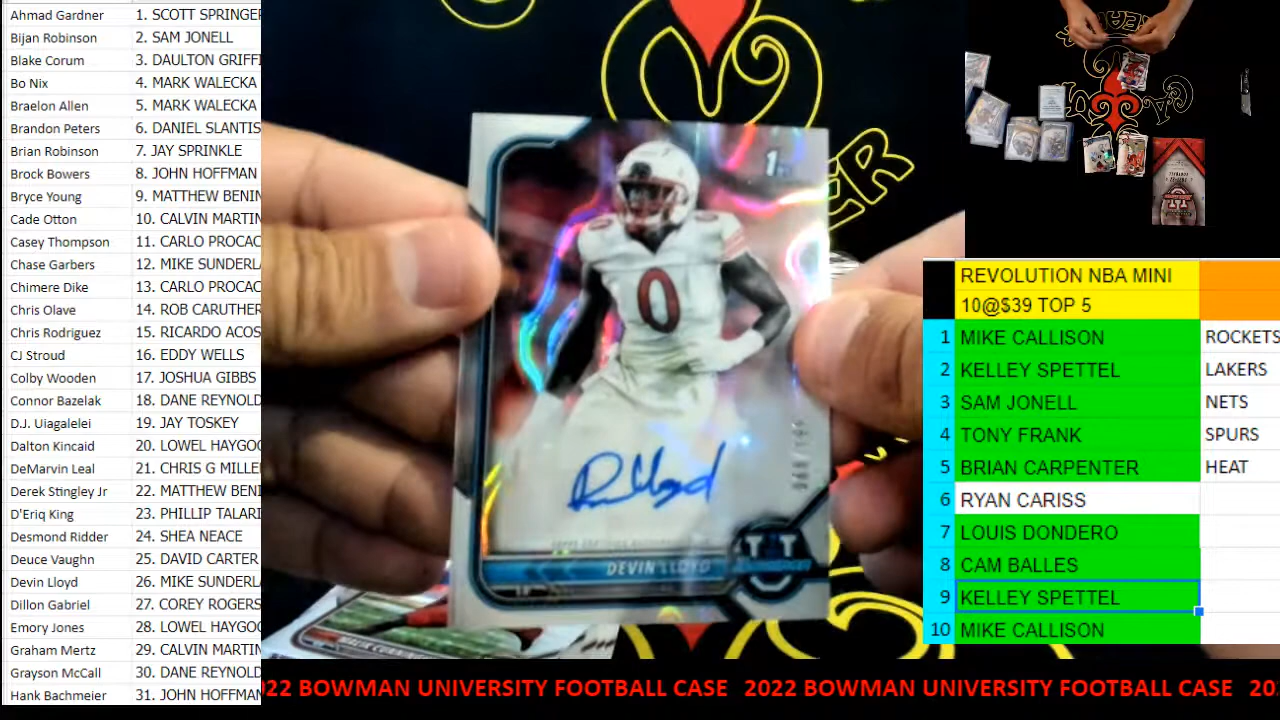 Ahmad Gardner 1. SCOTT SPRINGER
Bijan Robinson 2. SAM JONELL
Blake Corum 3. DAULTON GRIFFI
Bo Nix 4. MARK WALECKA
Braelon Allen 5. MARK WALECKA
Brandon Peters 6. DANIEL SLANTIS
Brian Robinson 7. JAY SPRINKLE
Brock Bowers 8. JOHN HOFFMAN
Bryce Young 9. MATTHEW BENIN
Cade Otton 10. CALVIN MARTIN
Casey Thompson 11. CARLO PROCAC
Chase Garbers 12. MIKE SUNDERL
Chimere Dike 13. CARLO PROCAC
Chris Olave 14. ROB CARUTHER
Chris Rodriguez 15. RICARDO ACOS
CJ Stroud 16. EDDY WELLS
Colby Wooden 17. JOSHUA GIBBS
Connor Bazelak 18. DANE REYNOLD
D.J. Uiagalelei 19. JAY TOSKEY
Dalton Kincaid 20. LOWEL HAYGOO
DeMarvin Leal 21. CHRIS G MILLE
Derek Stingley Jr 22. MATTHEW BENI
D'Eriq King 23. PHILLIP TALARI
Desmond Ridder 24. SHEA NEACE
Deuce Vaughn 25. DAVID CARTER
Devin Lloyd 26. MIKE SUNDERL
Dillon Gabriel 27. COREY ROGERS
Emory Jones 28. LOWEL HAYGOO
Graham Mertz 29. CALVIN MARTIN
Grayson McCall 30. DANE REYNOLD
Hank Bachmeier 31. JOHN HOFFMAN
1
0
0
0
DEVIN LLOYD
U
ER
REVOLUTION NBA MINI
10@$39 TOP 5
1 MIKE CALLISON ROCKETS
2 KELLEY SPETTEL LAKERS
3 SAM JONELL NETS
4 TONY FRANK SPURS
5 BRIAN CARPENTER HEAT
6 RYAN CARISS
7 LOUIS DONDERO
8 CAM BALLES
9 KELLEY SPETTEL
10 MIKE CALLISON
22 BOWMAN UNIVERSITY FOOTBALL CASE 2022 BOWMAN UNIVERSITY FOOTBALL CASE 20